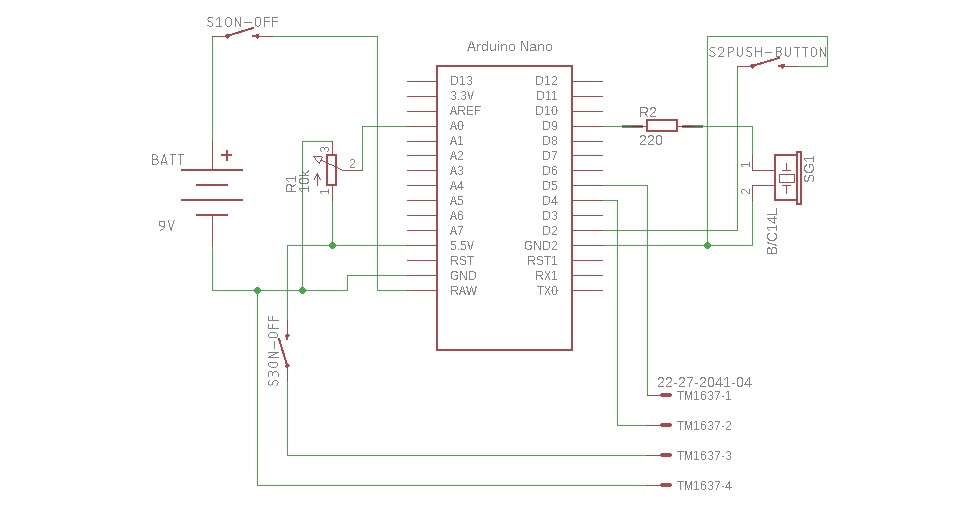 S1ON-OFF
Arduino Nano
S2PUSH-BUTTON
D13 D12
3.3V D11
AREF D10
A0 D9
A1 D8
A2 D7
A3 D6
A4 D5
A5 D4
A6 D3
A7 D2
5.5V GND2
RST RST1
GND RX1
RAW TX0
R2
220
BATT
+
9V
R1
10k
3
2
1
1
2
SG1
B/C14L
S3ON-OFF
22-27-2041-04
TM1637-1
TM1637-2
TM1637-3
TM1637-4